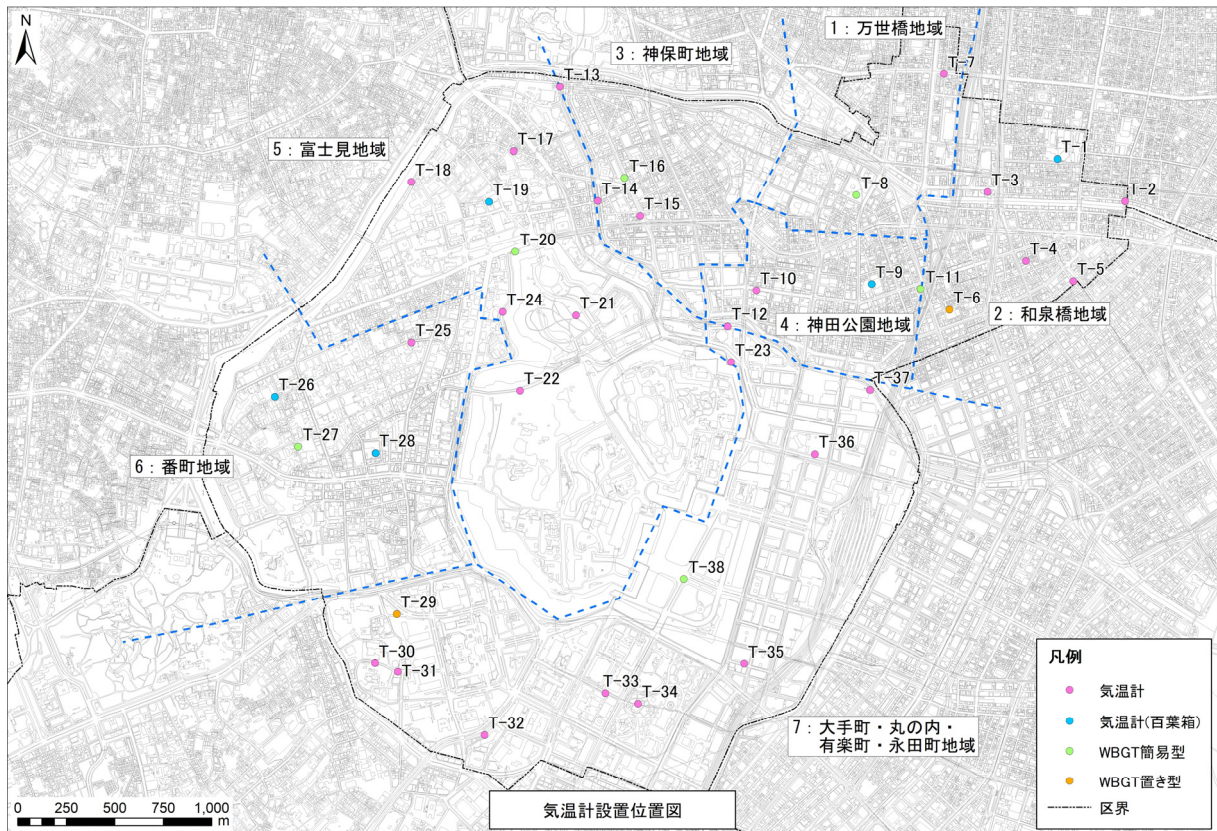 N
1：万世橋地域
3：神保町地域
T-7
T-13
5：富士見地域
T-17
T-1
T-18
T-16
T-8
T-3
T-19
T-14
T-2
T-15
T-20
T-4
T-5
T-10
T-9
T-11
T-24
T-21
T-6
2：和泉橋地域
T-12
4：神田公園地域
T-25
T-23
T-22
T-37
T-26
T-36
T-27
T-28
6：番町地域
T-38
T-29
T-30
T-31
T-35
T-33
T-34
T-32
7：大手町・丸の内・
有楽町・永田町地域
凡例
気温計
気温計(百葉箱)
WBGT簡易型
WBGT置き型
区界
0 250 500 750 1,000
m
気温計設置位置図